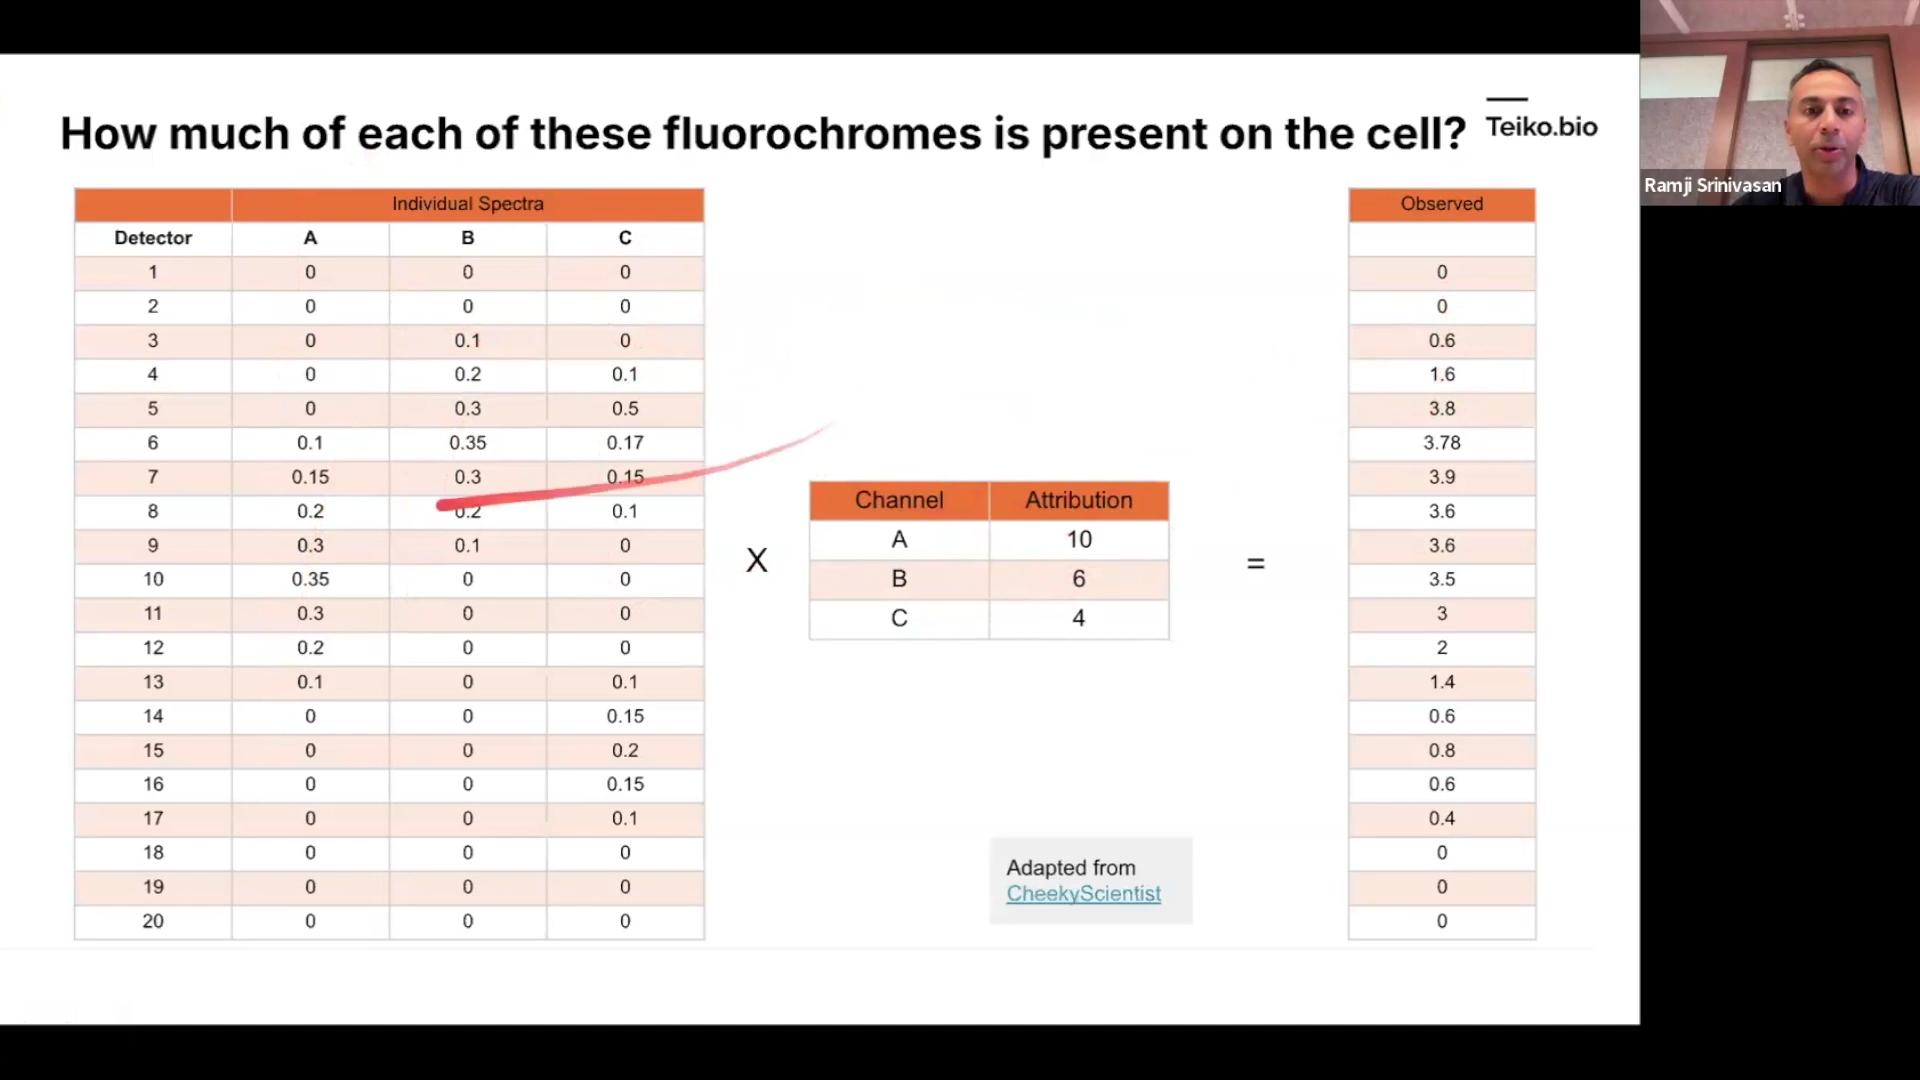 How much of each of these fluorochromes is present on the cell?
Teiko.bio
Ramji Srinivasan
Individual Spectra
Detector A B C
1 0 0 0
2 0 0 0
3 0 0.1 0
4 0 0.2 0.1
5 0 0.3 0.5
6 0.1 0.35 0.17
7 0.15 0.3 0.15
8 0.2 0.2 0.1
9 0.3 0.1 0
10 0.35 0 0
11 0.3 0 0
12 0.2 0 0
13 0.1 0 0.1
14 0 0 0.15
15 0 0 0.2
16 0 0 0.15
17 0 0 0.1
18 0 0 0
19 0 0 0
20 0 0 0
X
Channel Attribution
A 10
B 6
C 4
=
Observed
0
0
0.6
1.6
3.8
3.78
3.9
3.6
3.6
3.5
3
2
1.4
0.6
0.8
0.6
0.4
0
0
0
Adapted from
CheekyScientist